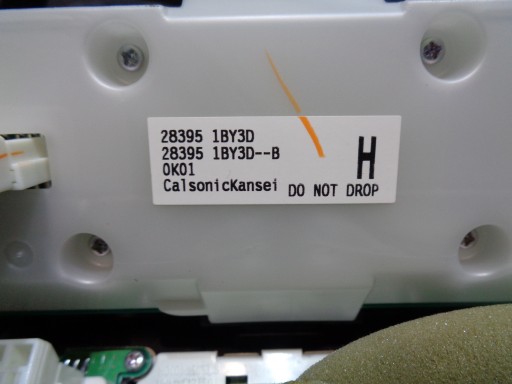 28395 1BY3D
28395 1BY3D--B
0K01
CalsonicKansei DO NOT DROP
H